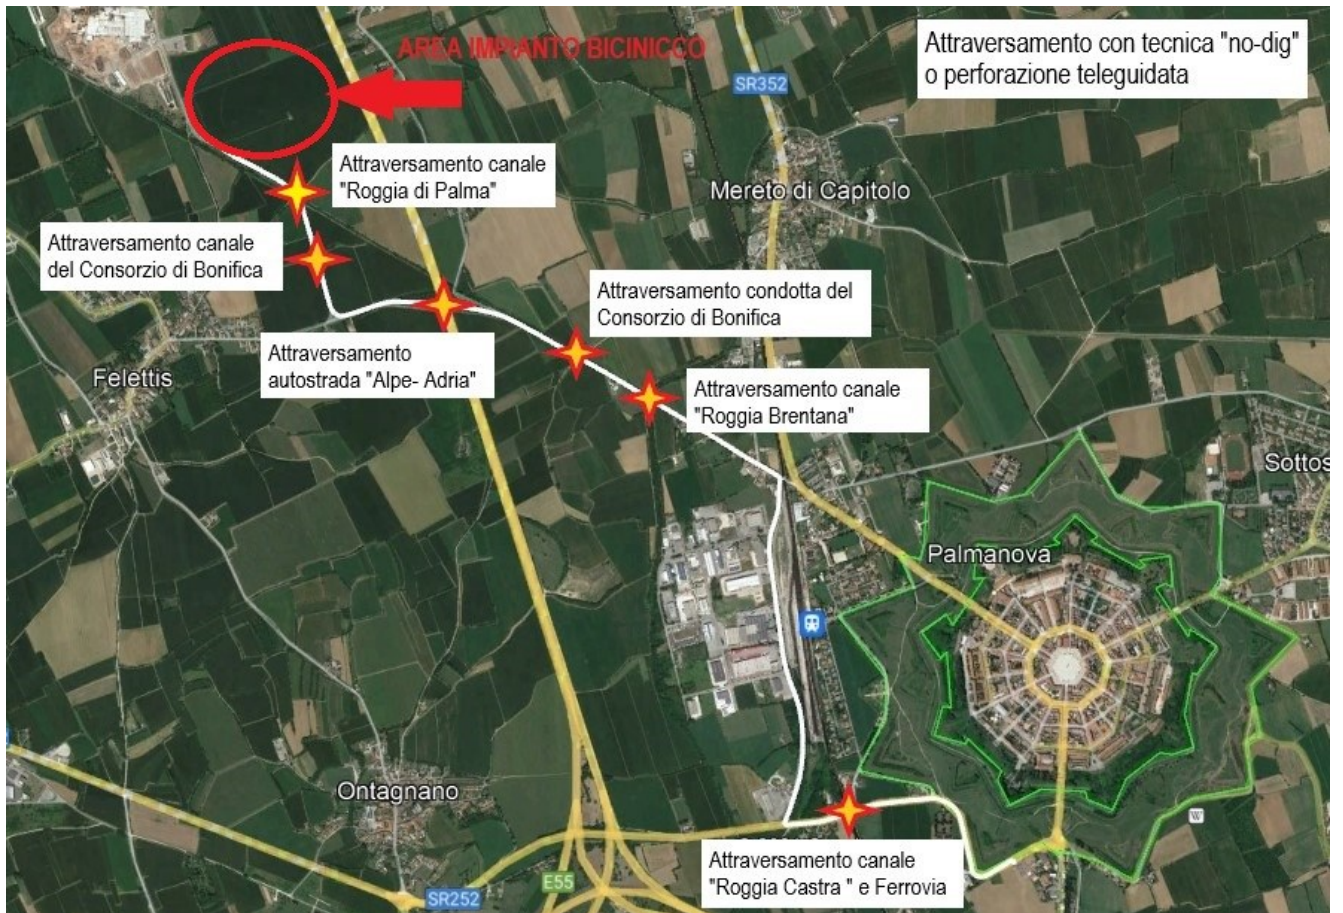 AREA IMPIANTO BICINICCO
Attraversamento con tecnica "no-dig"
o perforazione teleguidata
SR352
Attraversamento canale
"Roggia di Palma"
Mereto di Capitolo
Attraversamento canale
del Consorzio di Bonifica
Attraversamento condotta del
Consorzio di Bonifica
Attraversamento
autostrada "Alpe- Adria"
Felettis
Attraversamento canale
"Roggia Brentana"
Sottos
Palmanova
Ontagnano
W
Attraversamento canale
"Roggia Castra " e Ferrovia
E55
SR252